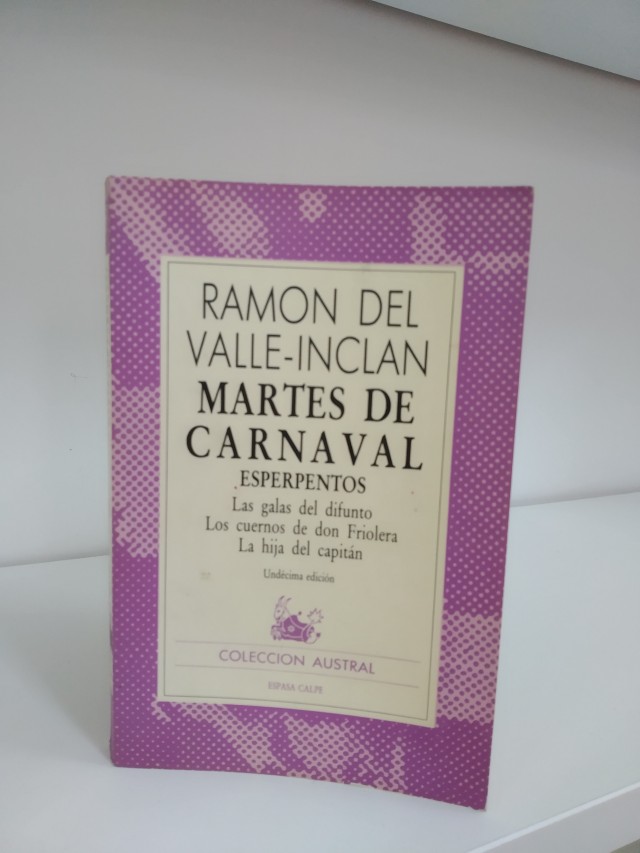 RAMON DEL
VALLE-INCLAN
MARTES DE
CARNAVAL
ESPERPENTOS
Las galas del difunto
Los cuernos de don Friolera
La hija del capitán
Undécima edición
COLECCION AUSTRAL
ESPASA CALPE